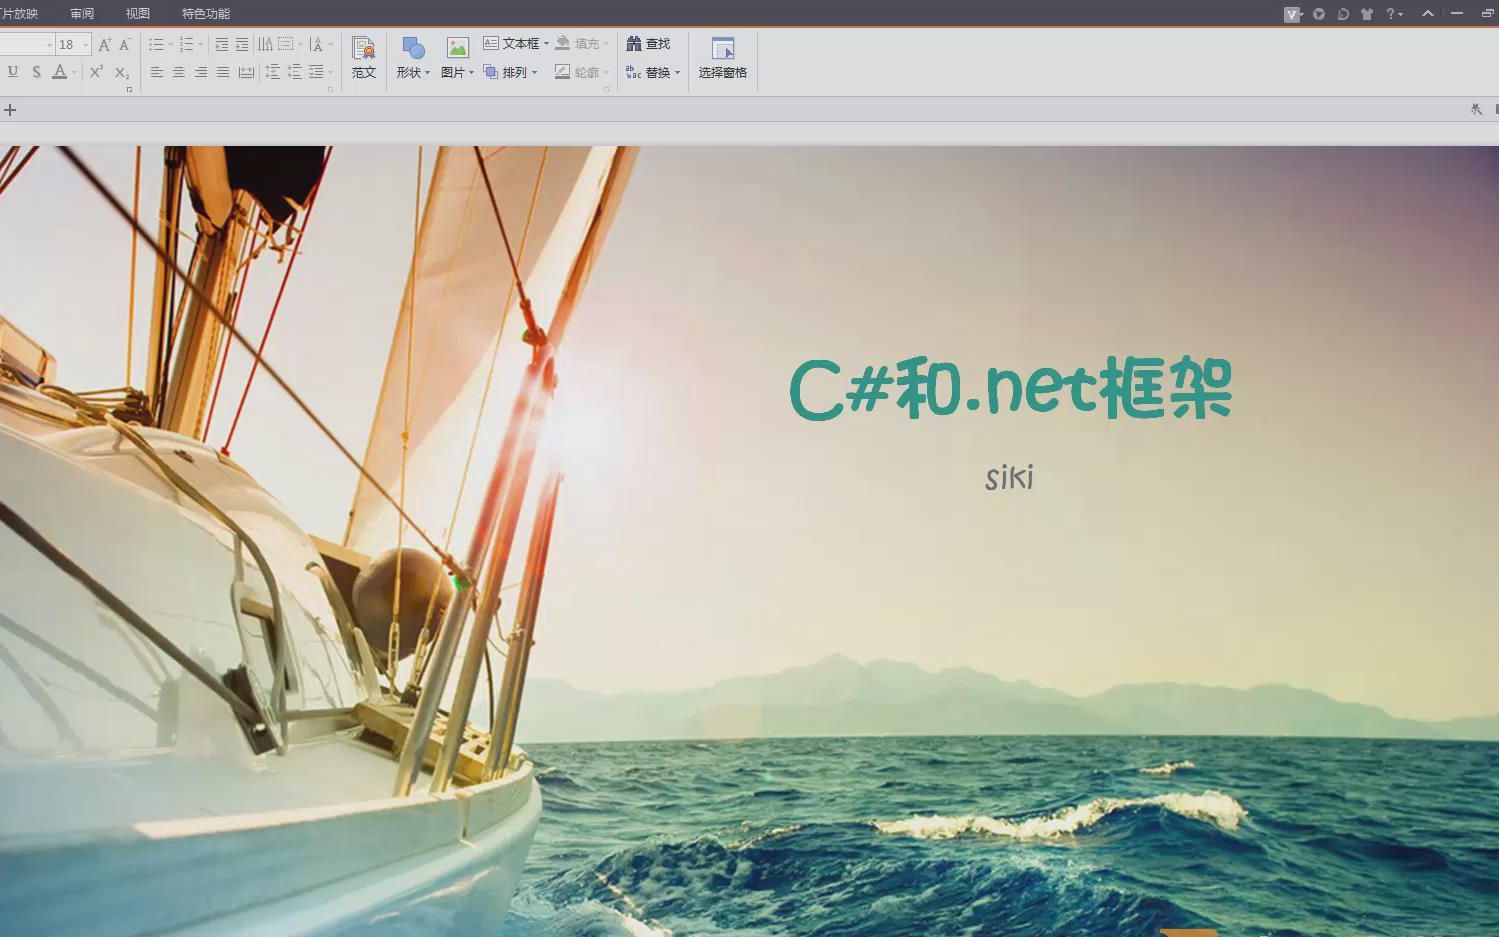 片放映 审阅 视图 特色功能
18 文本框 填充 查找
范文 形状 图片 排列 轮廓 替换 选择窗格
C#和.net框架
siki